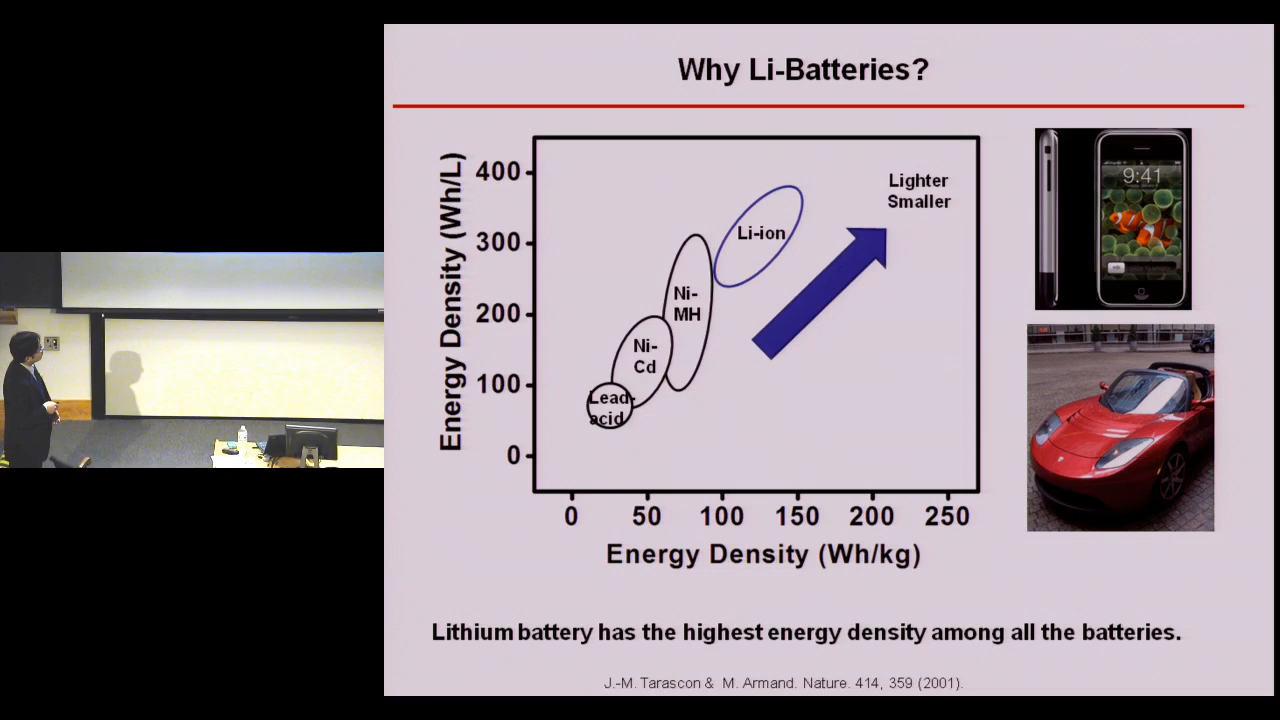 Why Li-Batteries?
Energy Density (Wh/L)
400
300
200
100
0
Lighter
Smaller
Li-ion
Ni-
MH
Ni-
Cd
Lead-
acid
0 50 100 150 200 250
Energy Density (Wh/kg)
9:41
Lithium battery has the highest energy density among all the batteries.
J.-M. Tarascon & M. Armand. Nature. 414, 359 (2001).